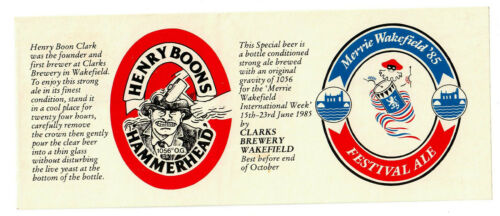 Henry Boon Clark
was the founder and
first brewer at Clarks
Brewery in Wakefield.
To enjoy this strong
ale in its finest
condition, stand it
in a cool place for
twenty four hours,
carefully remove
the crown then gently
pour the clear beer
into a thin glass
without disturbing
the live yeast at the
bottom of the bottle.
HENRY BOON'S
1056° O.G.
'HAMMERHEAD'
This Special beer is
a bottle conditioned
strong ale brewed
with an original
gravity of 1056
for the 'Merrie
Wakefield
International Week'
15th-23rd June 1985
by
CLARKS
BREWERY
WAKEFIELD
Best before end
of October
Merrie Wakefield '85
FESTIVAL ALE